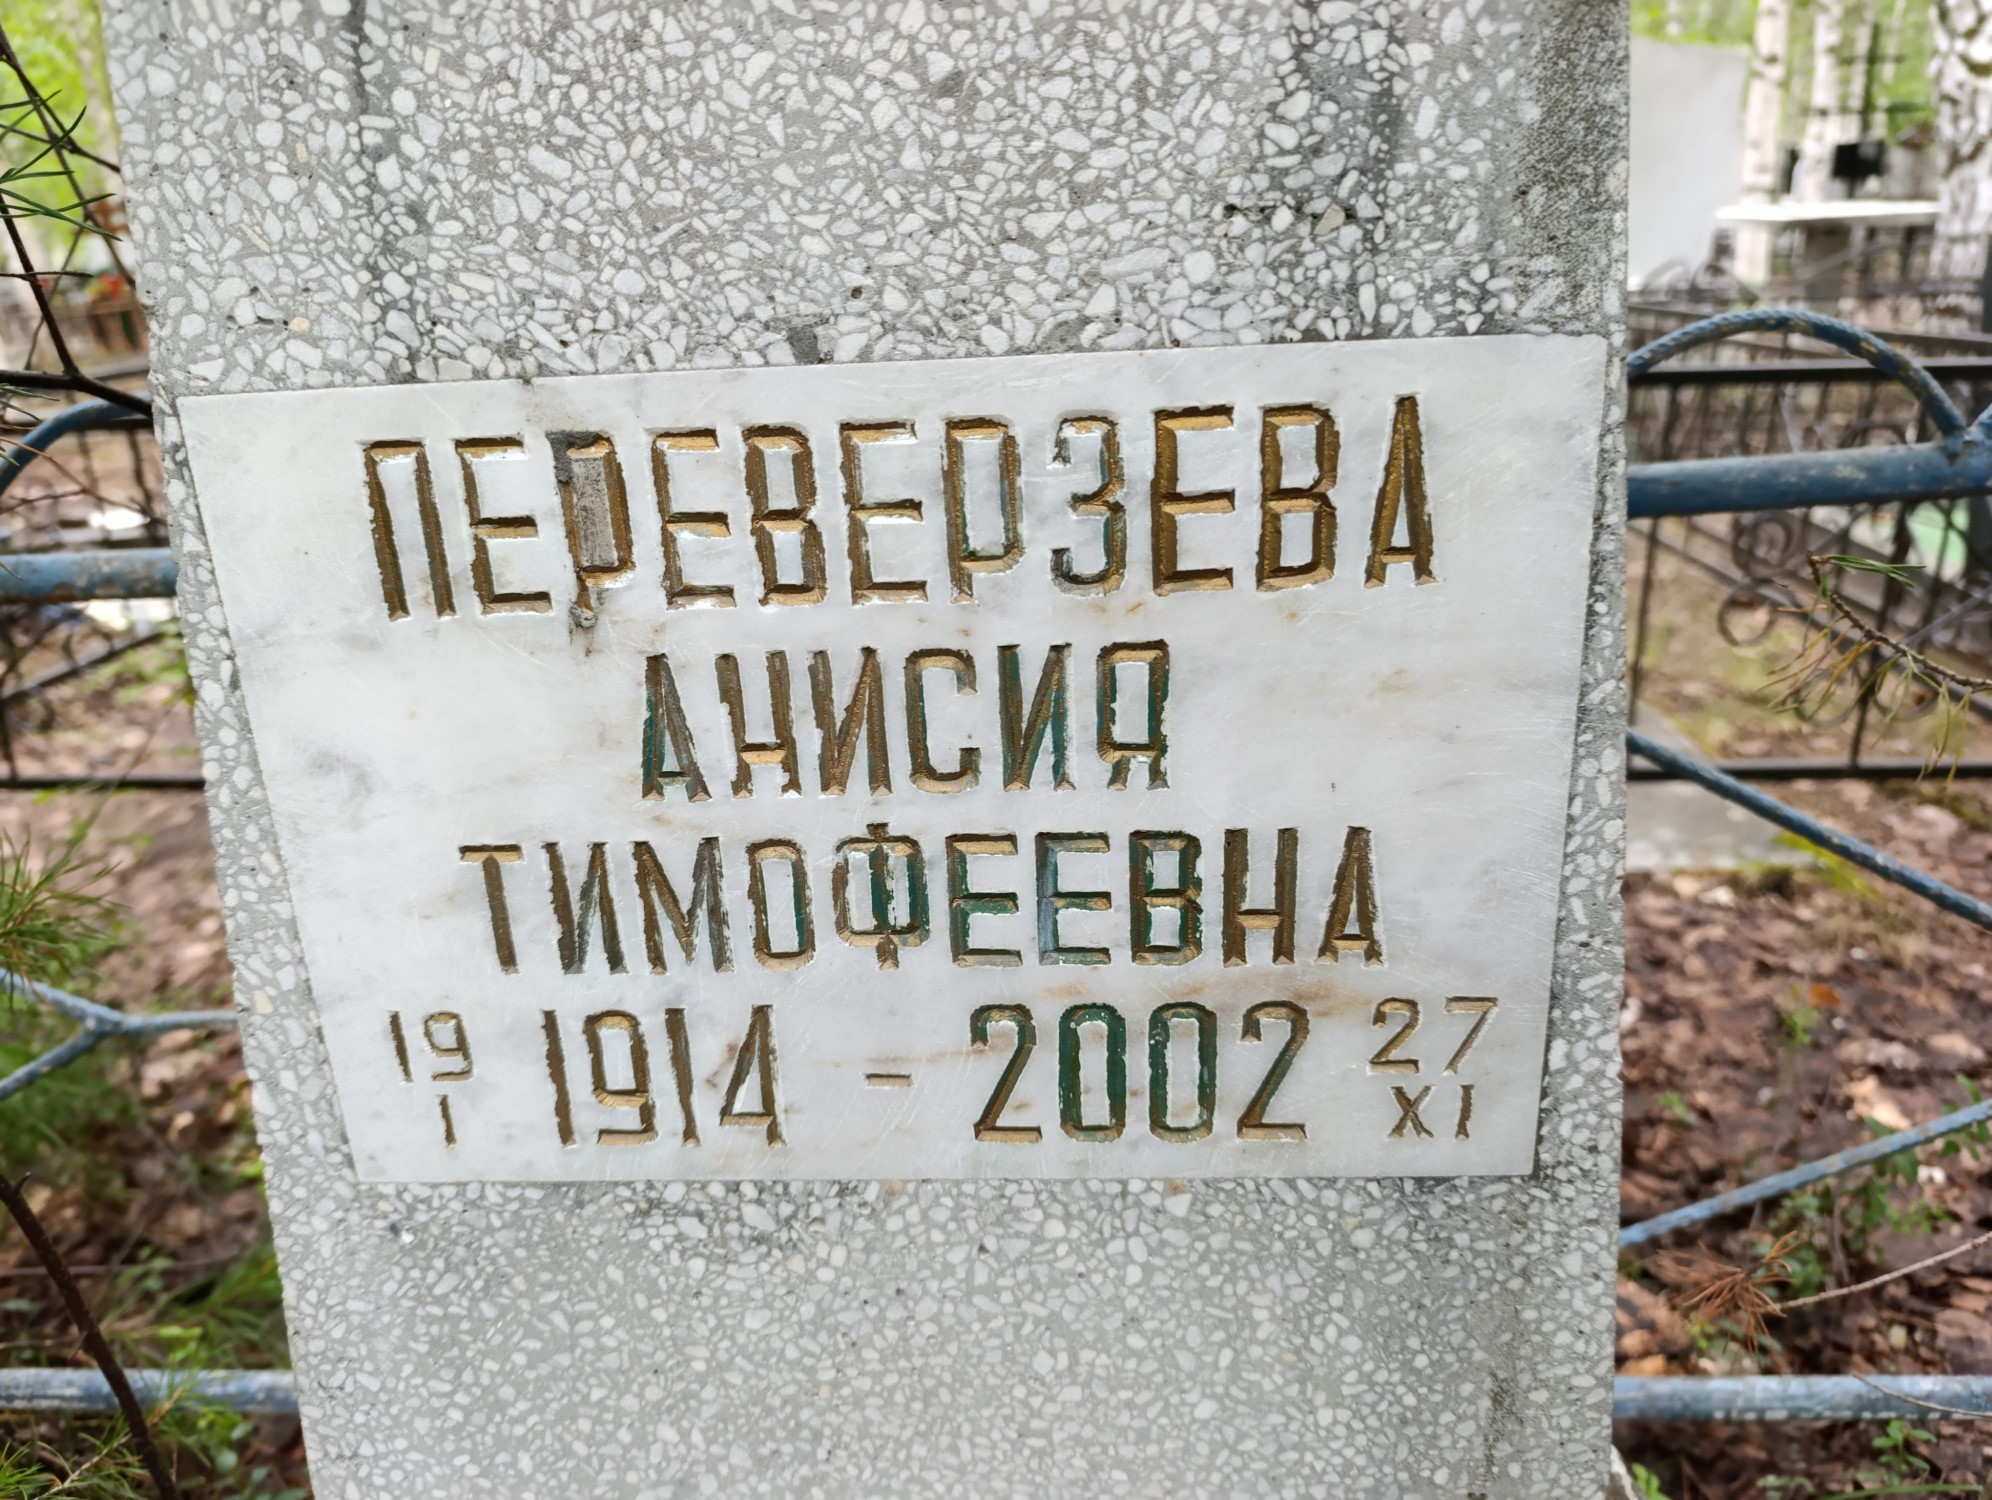 ПЕРЕВЕРЗЕВА
АНИСИЯ
ТИМОФЕЕВНА
19 1914 - 2002 27
I XI